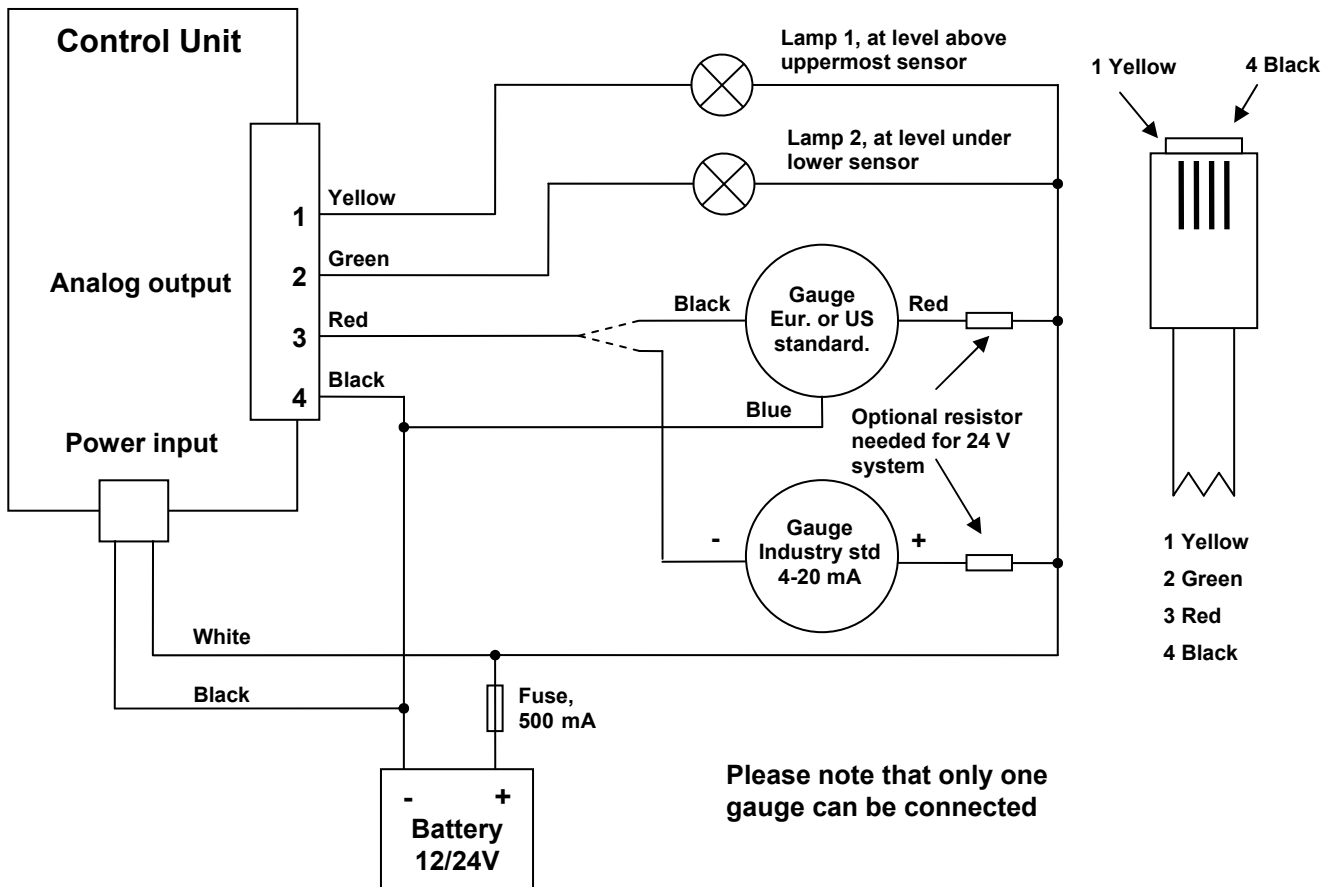 Control Unit
Lamp 1, at level above
uppermost sensor
1 Yellow
4 Black
Lamp 2, at level under
lower sensor
1
Yellow
Analog output
2
Green
3
Red
Black
Gauge
Eur. or US
standard.
Red
4
Black
Blue
Optional resistor
needed for 24 V
system
Power input
-
Gauge
Industry std
4-20 mA
+
1 Yellow
2 Green
3 Red
4 Black
White
Black
Fuse,
500 mA
- +
Battery
12/24V
Please note that only one
gauge can be connected